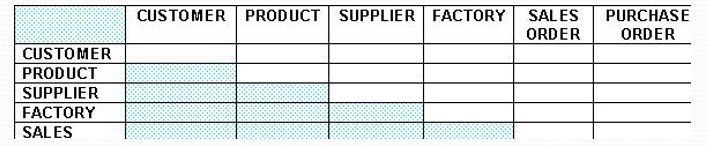 CUSTOMER PRODUCT SUPPLIER FACTORY SALES PURCHASE
ORDER ORDER
CUSTOMER
PRODUCT
SUPPLIER
FACTORY
SALES